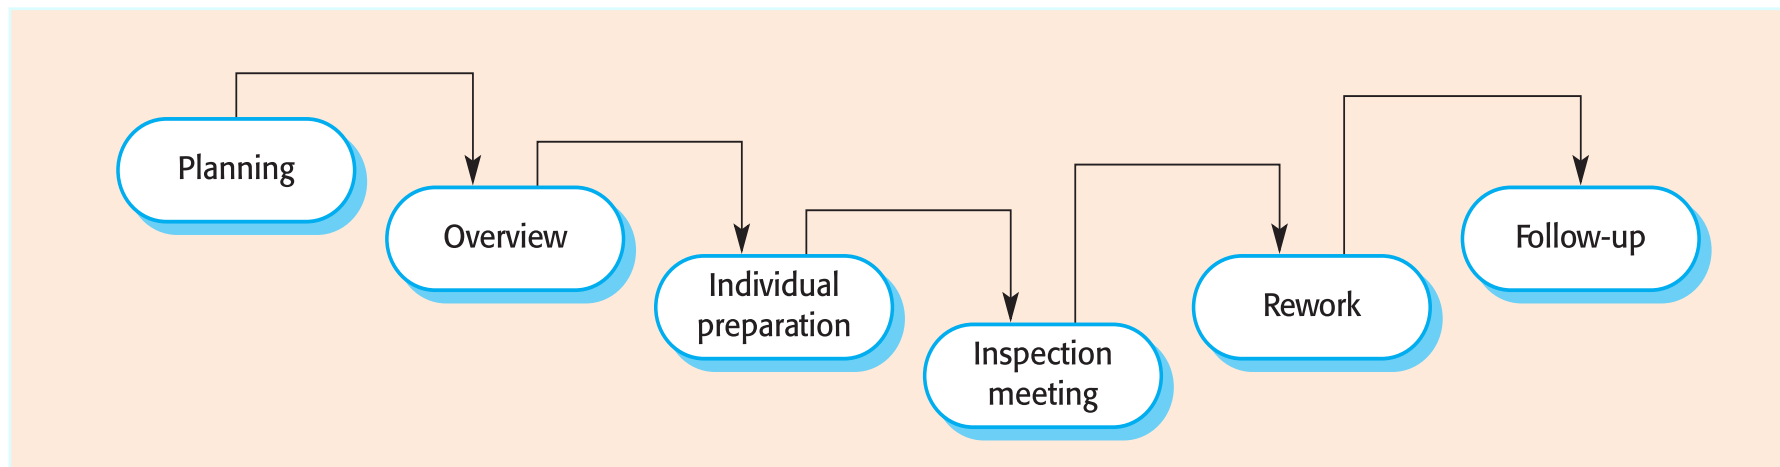 Planning
Overview
Individual
preparation
Inspection
meeting
Rework
Follow-up